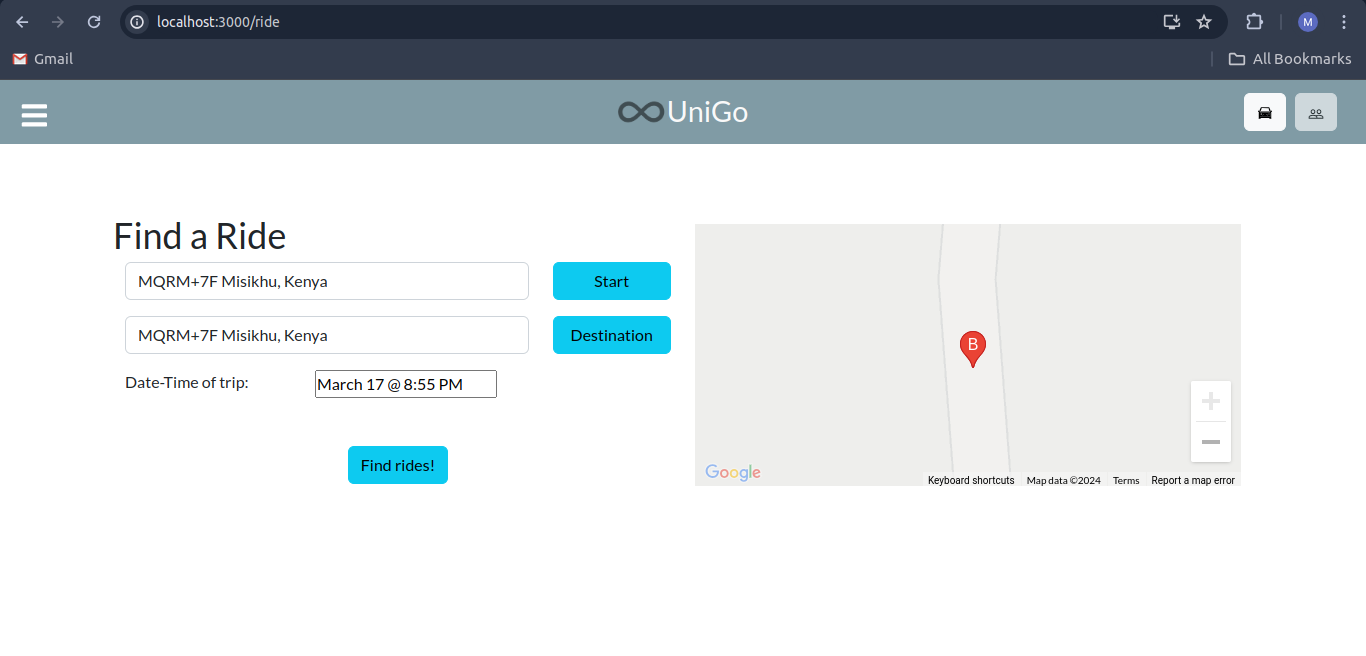 localhost:3000/ride
M
Gmail
All Bookmarks
UniGo
Find a Ride
MQRM+7F Misikhu, Kenya
Start
MQRM+7F Misikhu, Kenya
Destination
Date-Time of trip:
March 17 @ 8:55 PM
Find rides!
B
Google
Keyboard shortcuts
Map data ©2024
Terms
Report a map error